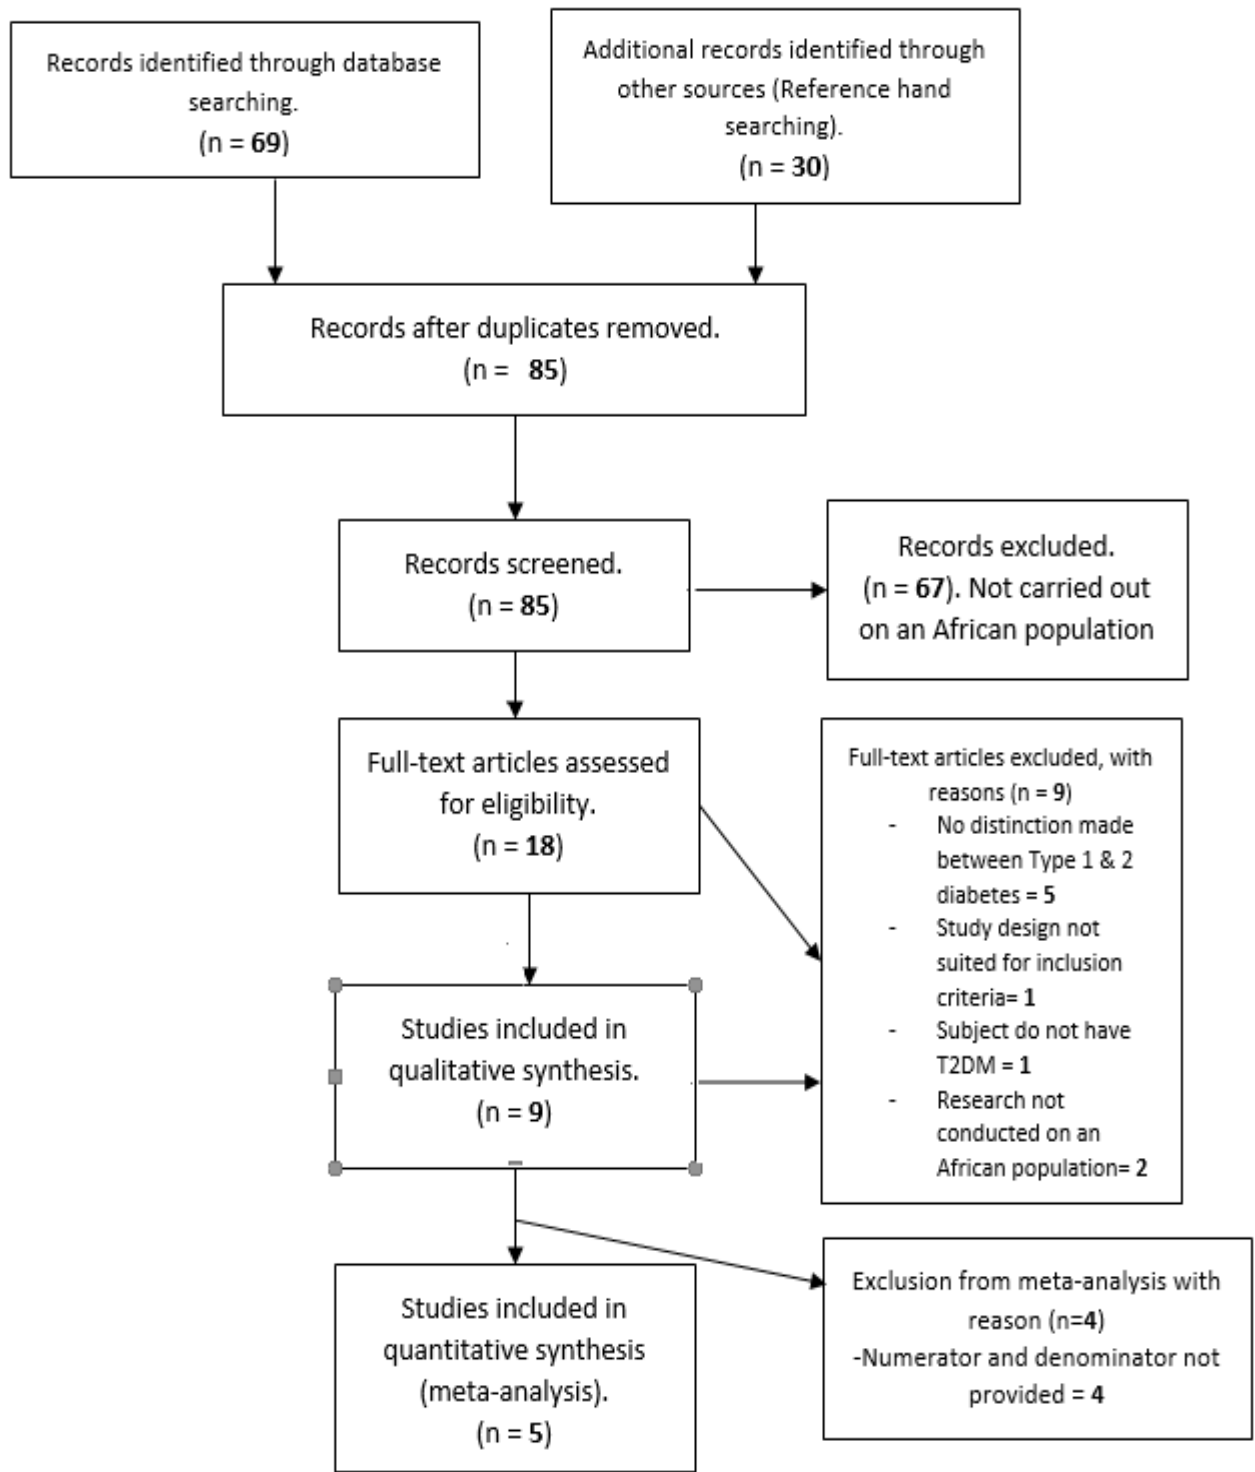 Records identified through database
searching.
(n = 69)
Additional records identified through
other sources (Reference hand
searching).
(n = 30)
Records after duplicates removed.
(n = 85)
Records screened.
(n = 85)
Records excluded.
(n = 67). Not carried out
on an African population
Full-text articles assessed
for eligibility.
(n = 18)
Full-text articles excluded, with
reasons (n = 9)
- No distinction made
between Type 1 & 2
diabetes = 5
- Study design not
suited for inclusion
criteria= 1
- Subject do not have
T2DM = 1
- Research not
conducted on an
African population= 2
Studies included in
qualitative synthesis.
(n = 9)
Studies included in
quantitative synthesis
(meta-analysis).
(n = 5)
Exclusion from meta-analysis with
reason (n=4)
-Numerator and denominator not
provided = 4